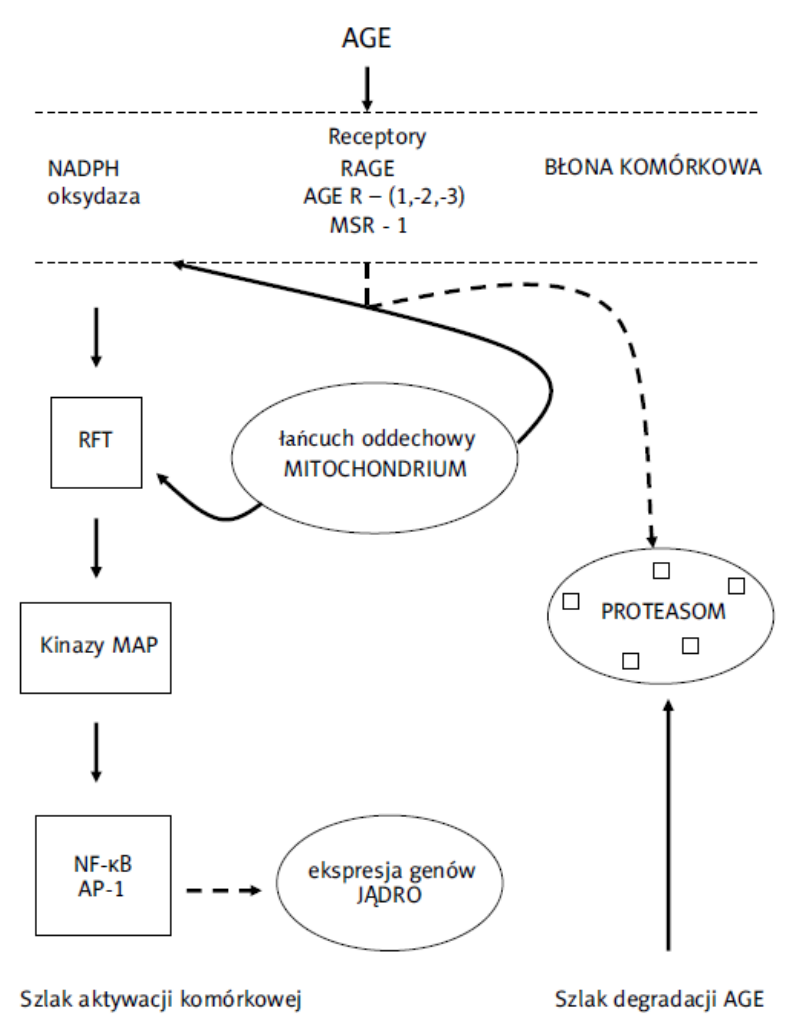 AGE
Receptory
RAGE
AGE R – (1,-2,-3)
MSR - 1
NADPH
oksydaza
BŁONA KOMÓRKOWA
RFT
łańcuch oddechowy
MITOCHONDRIUM
Kinazy MAP
PROTEASOM
NF-κB
AP-1
ekspresja genów
JĄDRO
Szlak aktywacji komórkowej
Szlak degradacji AGE